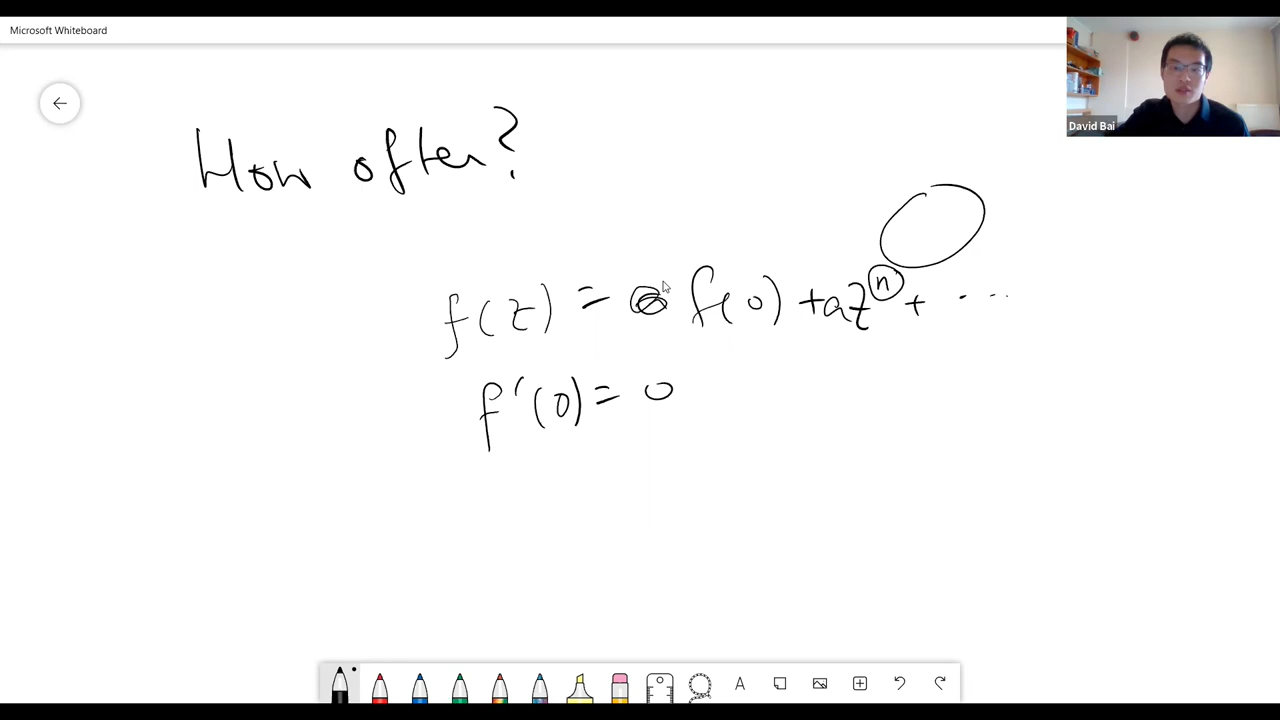 Microsoft Whiteboard
David Bai
How often?
f(z) = f(0) + az^n + ...
f'(0) = 0
A